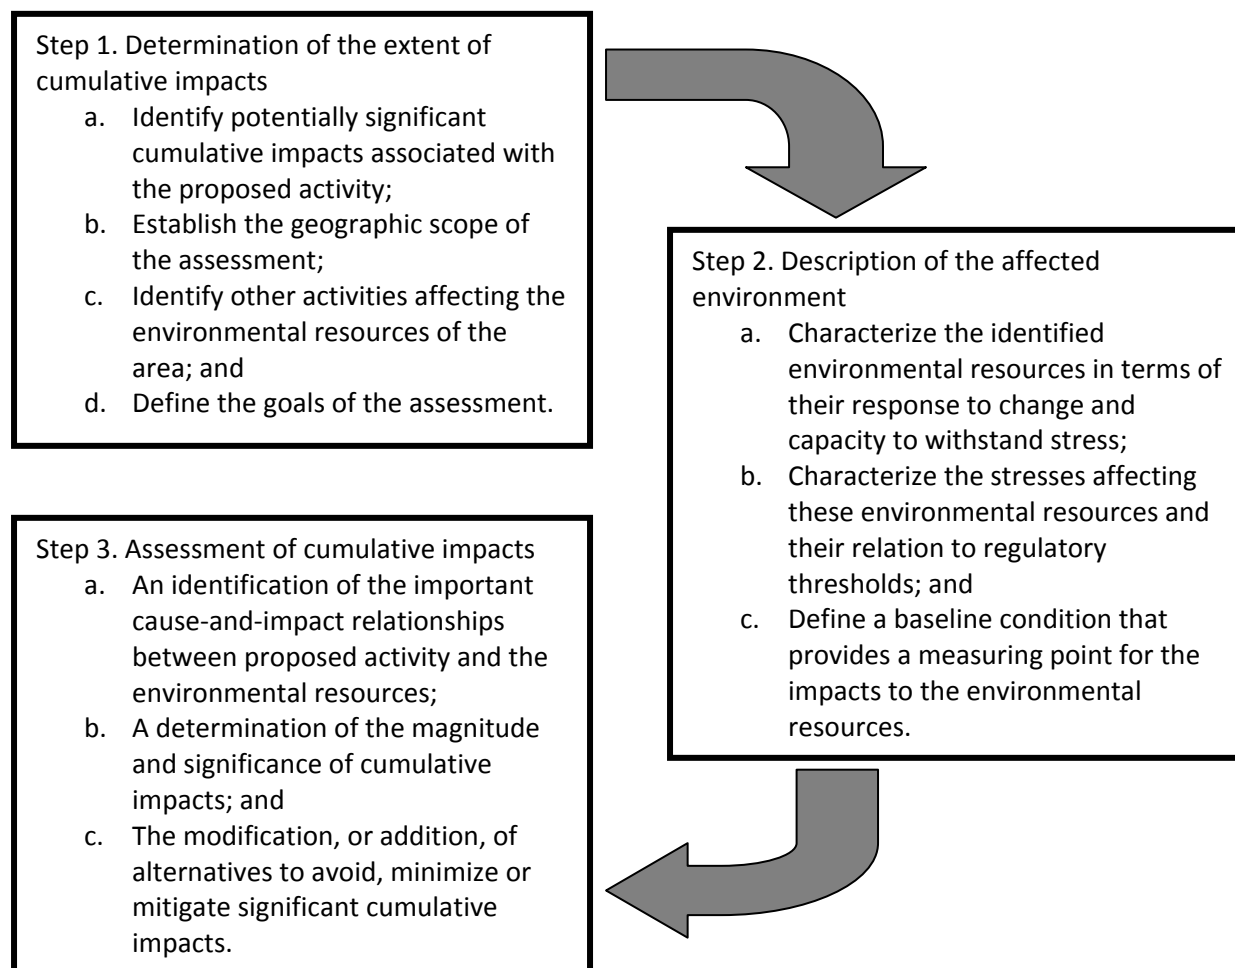 Step 1. Determination of the extent of
cumulative impacts
a. Identify potentially significant
cumulative impacts associated with
the proposed activity;
b. Establish the geographic scope of
the assessment;
c. Identify other activities affecting the
environmental resources of the
area; and
d. Define the goals of the assessment.
Step 2. Description of the affected
environment
a. Characterize the identified
environmental resources in terms of
their response to change and
capacity to withstand stress;
b. Characterize the stresses affecting
these environmental resources and
their relation to regulatory
thresholds; and
c. Define a baseline condition that
provides a measuring point for the
impacts to the environmental
resources.
Step 3. Assessment of cumulative impacts
a. An identification of the important
cause-and-impact relationships
between proposed activity and the
environmental resources;
b. A determination of the magnitude
and significance of cumulative
impacts; and
c. The modification, or addition, of
alternatives to avoid, minimize or
mitigate significant cumulative
impacts.